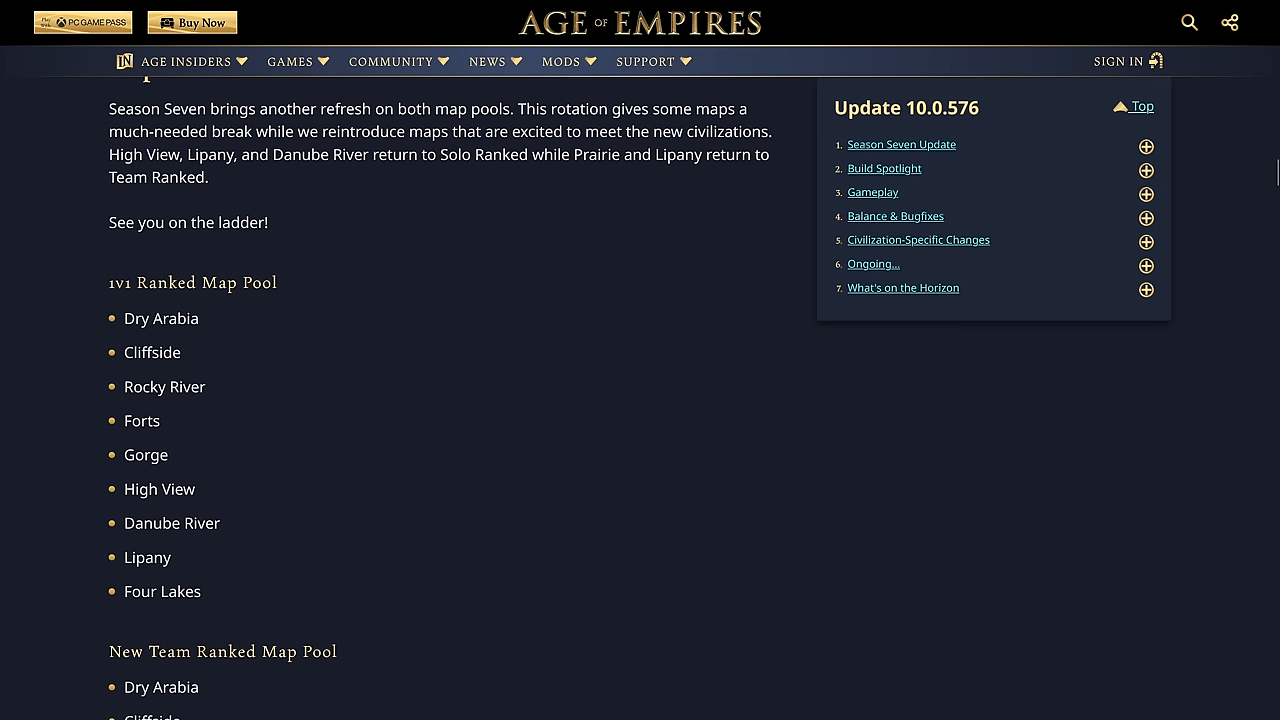 Play with PC GAME PASS
Buy Now
AGE OF EMPIRES
AGE INSIDERS
GAMES
COMMUNITY
NEWS
MODS
SUPPORT
SIGN IN
Season Seven brings another refresh on both map pools. This rotation gives some maps a
much-needed break while we reintroduce maps that are excited to meet the new civilizations.
High View, Lipany, and Danube River return to Solo Ranked while Prairie and Lipany return to
Team Ranked.
See you on the ladder!
1v1 Ranked Map Pool
Dry Arabia
Cliffside
Rocky River
Forts
Gorge
High View
Danube River
Lipany
Four Lakes
New Team Ranked Map Pool
Dry Arabia
Cliffside
Update 10.0.576
Top
1. Season Seven Update
2. Build Spotlight
3. Gameplay
4. Balance & Bugfixes
5. Civilization-Specific Changes
6. Ongoing...
7. What's on the Horizon